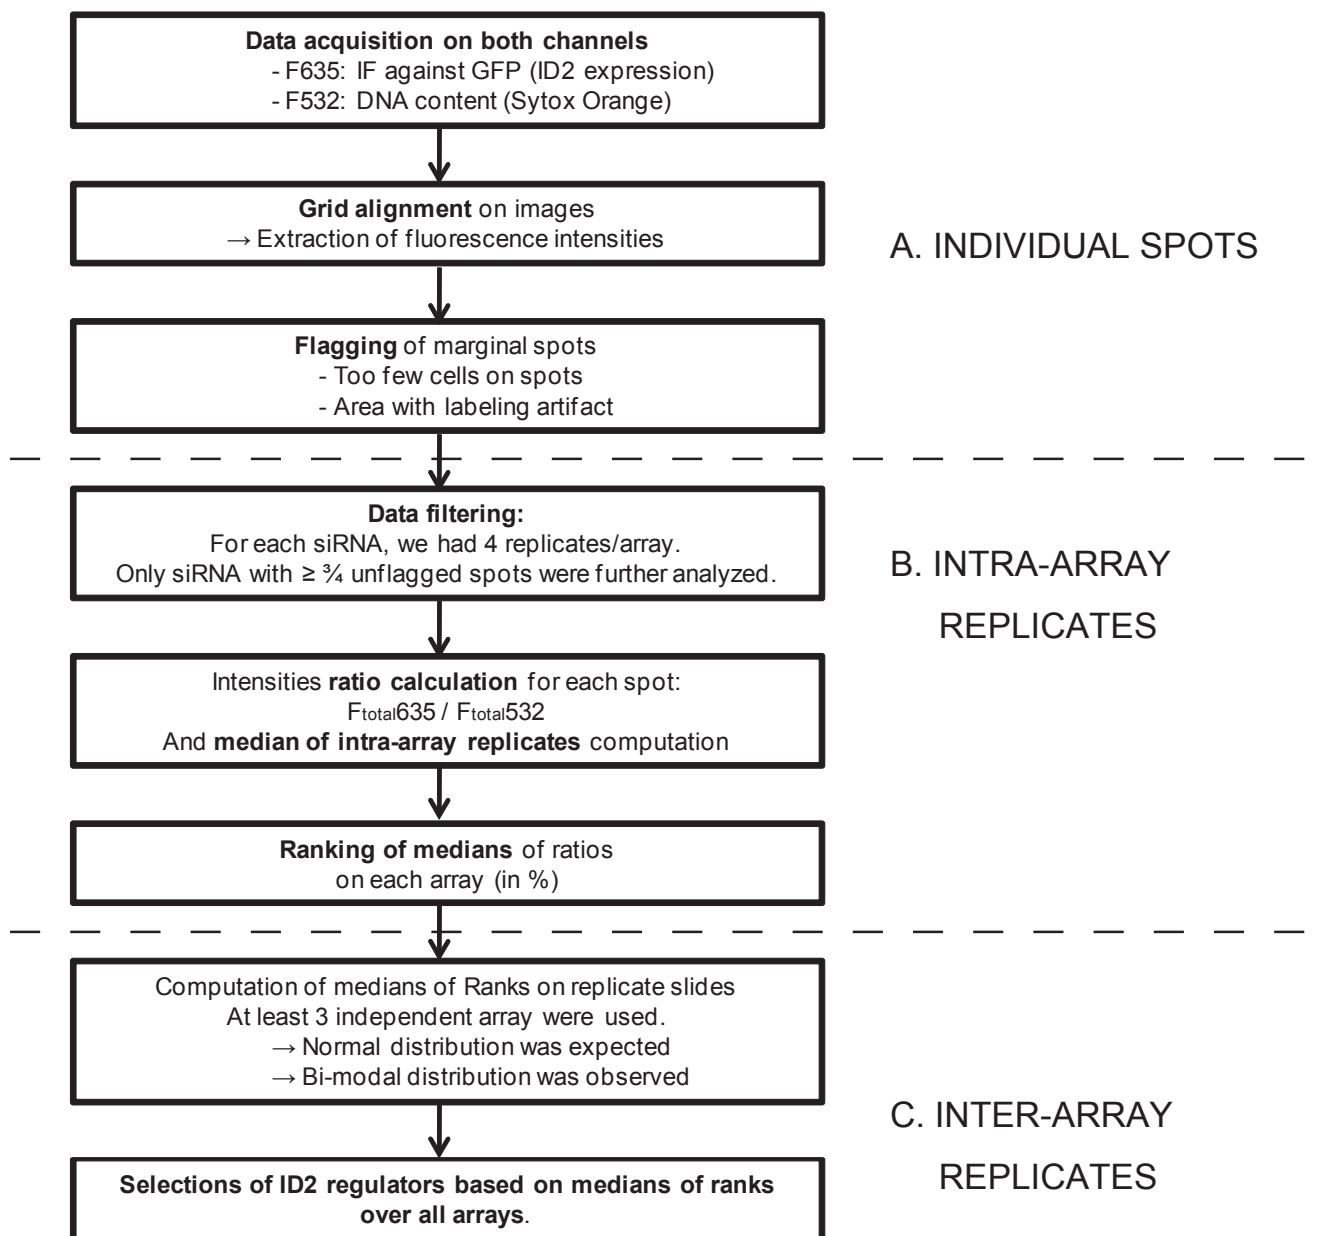 Data acquisition on both channels
- F635: IF against GFP (ID2 expression)
- F532: DNA content (Sytox Orange)
Grid alignment on images
→ Extraction of fluorescence intensities
A. INDIVIDUAL SPOTS
Flagging of marginal spots
- Too few cells on spots
- Area with labeling artifact
Data filtering:
For each siRNA, we had 4 replicates/array.
Only siRNA with ≥ ¾ unflagged spots were further analyzed.
B. INTRA-ARRAY
REPLICATES
Intensities ratio calculation for each spot:
Ftotal635 / Ftotal532
And median of intra-array replicates computation
Ranking of medians of ratios
on each array (in %)
Computation of medians of Ranks on replicate slides
At least 3 independent array were used.
→ Normal distribution was expected
→ Bi-modal distribution was observed
C. INTER-ARRAY
REPLICATES
Selections of ID2 regulators based on medians of ranks
over all arrays.